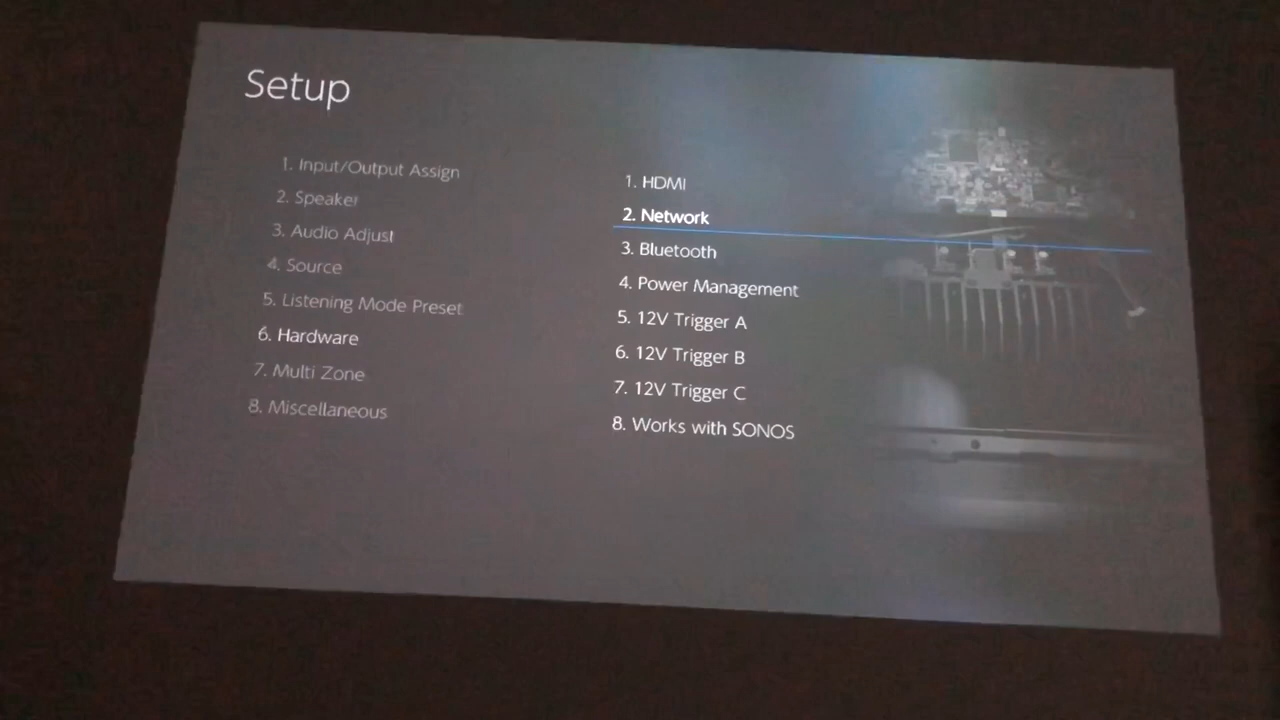 Setup
1. Input/Output Assign
2. Speaker
3. Audio Adjust
4. Source
5. Listening Mode Preset
6. Hardware
7. Multi Zone
8. Miscellaneous
1. HDMI
2. Network
3. Bluetooth
4. Power Management
5. 12V Trigger A
6. 12V Trigger B
7. 12V Trigger C
8. Works with SONOS